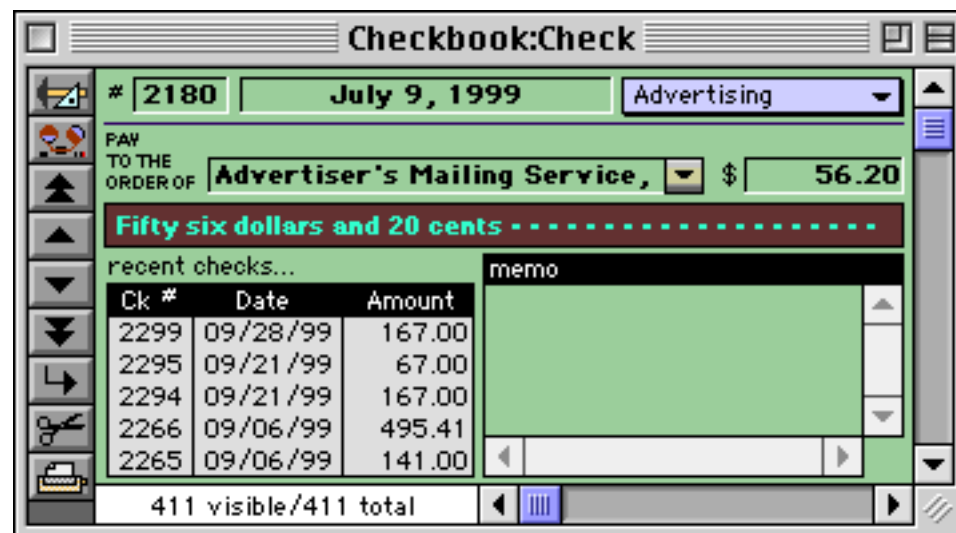 Checkbook:Check
# 2180 July 9, 1999 Advertising
PAY
TO THE
ORDER OF Advertiser's Mailing Service, $ 56.20
Fifty six dollars and 20 cents - - - - - - - - - - - - - - - - - - - -
recent checks... memo
Ck # Date Amount
2299 09/28/99 167.00
2295 09/21/99 67.00
2294 09/21/99 167.00
2266 09/06/99 495.41
2265 09/06/99 141.00
411 visible/411 total